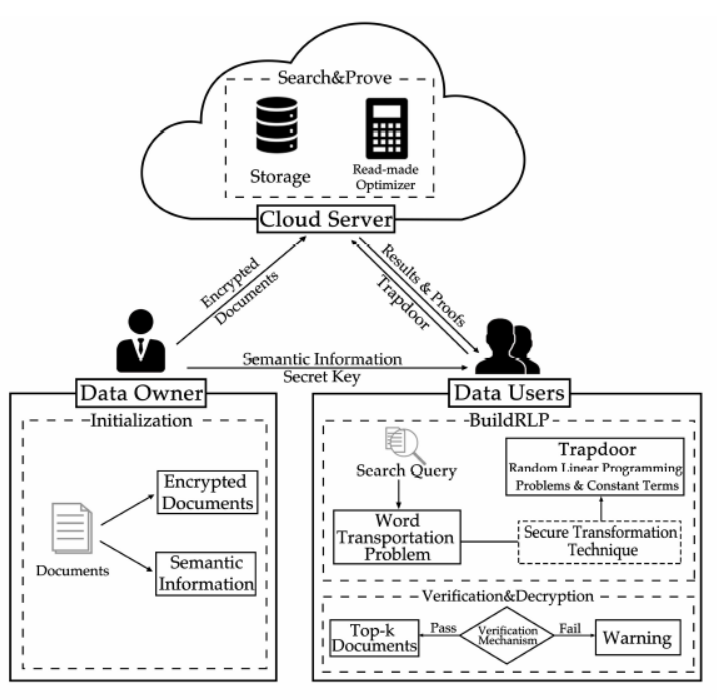 Search&Prove
Storage
Read-made
Optimizer
Cloud Server
Encrypted
Documents
Results & Proofs
Trapdoor
Semantic Information
Secret Key
Data Owner
Initialization
Documents
Encrypted
Documents
Semantic
Information
Data Users
BuildRLP
Search Query
Word
Transportation
Problem
Trapdoor
Random Linear Programming
Problems & Constant Terms
Secure Transformation
Technique
Verification&Decryption
Top-k
Documents
Pass
Verification
Mechanism
Fail
Warning